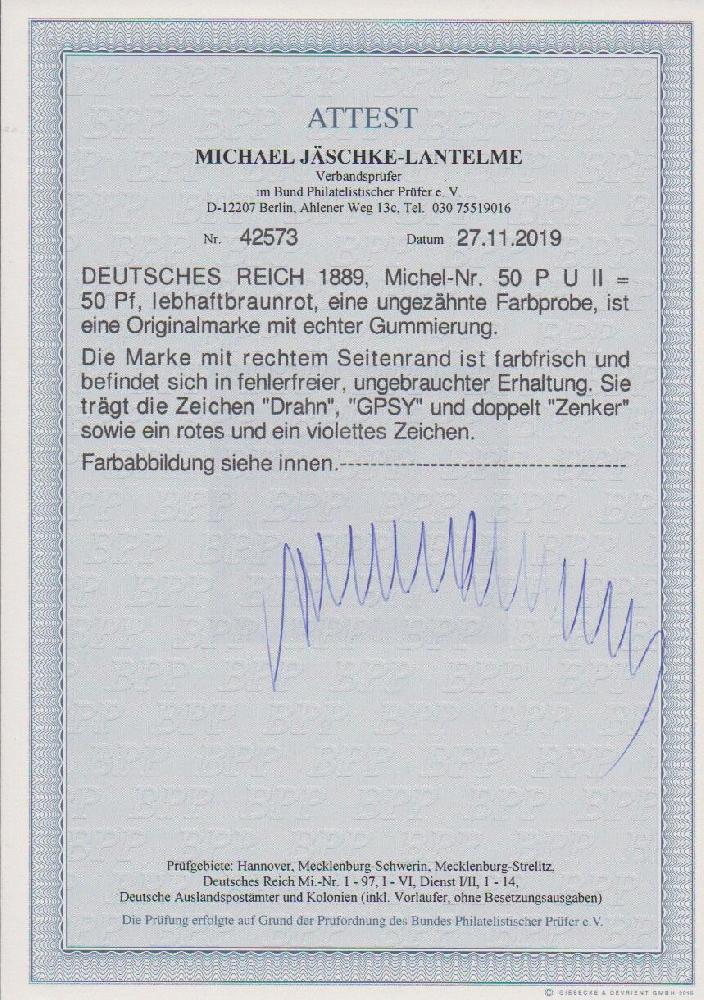 ATTEST
MICHAEL JÄSCHKE-LANTELME
Verbandsprüfer
im Bund Philatelistischer Prüfer e. V.
D-12207 Berlin, Ahlener Weg 13c, Tel. 030 75519016
Nr. 42573 Datum 27.11.2019
DEUTSCHES REICH 1889, Michel-Nr. 50 P U II =
50 Pf, lebhaftbraunrot, eine ungezähnte Farbprobe, ist
eine Originalmarke mit echter Gummierung.
Die Marke mit rechtem Seitenrand ist farbfrisch und
befindet sich in fehlerfreier, ungebrauchter Erhaltung. Sie
trägt die Zeichen "Drahn", "GPSY" und doppelt "Zenker"
sowie ein rotes und ein violettes Zeichen.
Farbabbildung siehe innen.---------------------------------------
Prüfgebiete: Hannover, Mecklenburg-Schwerin, Mecklenburg-Strelitz,
Deutsches Reich Mi.-Nr. 1 - 97, I - VI, Dienst I/II, 1 - 14,
Deutsche Auslandspostämter und Kolonien (inkl. Vorläufer, ohne Besetzungsausgaben)
Die Prüfung erfolgte auf Grund der Prüfordnung des Bundes Philatelistischer Prüfer e.V.
© GIESECKE & DEVRIENT GMBH